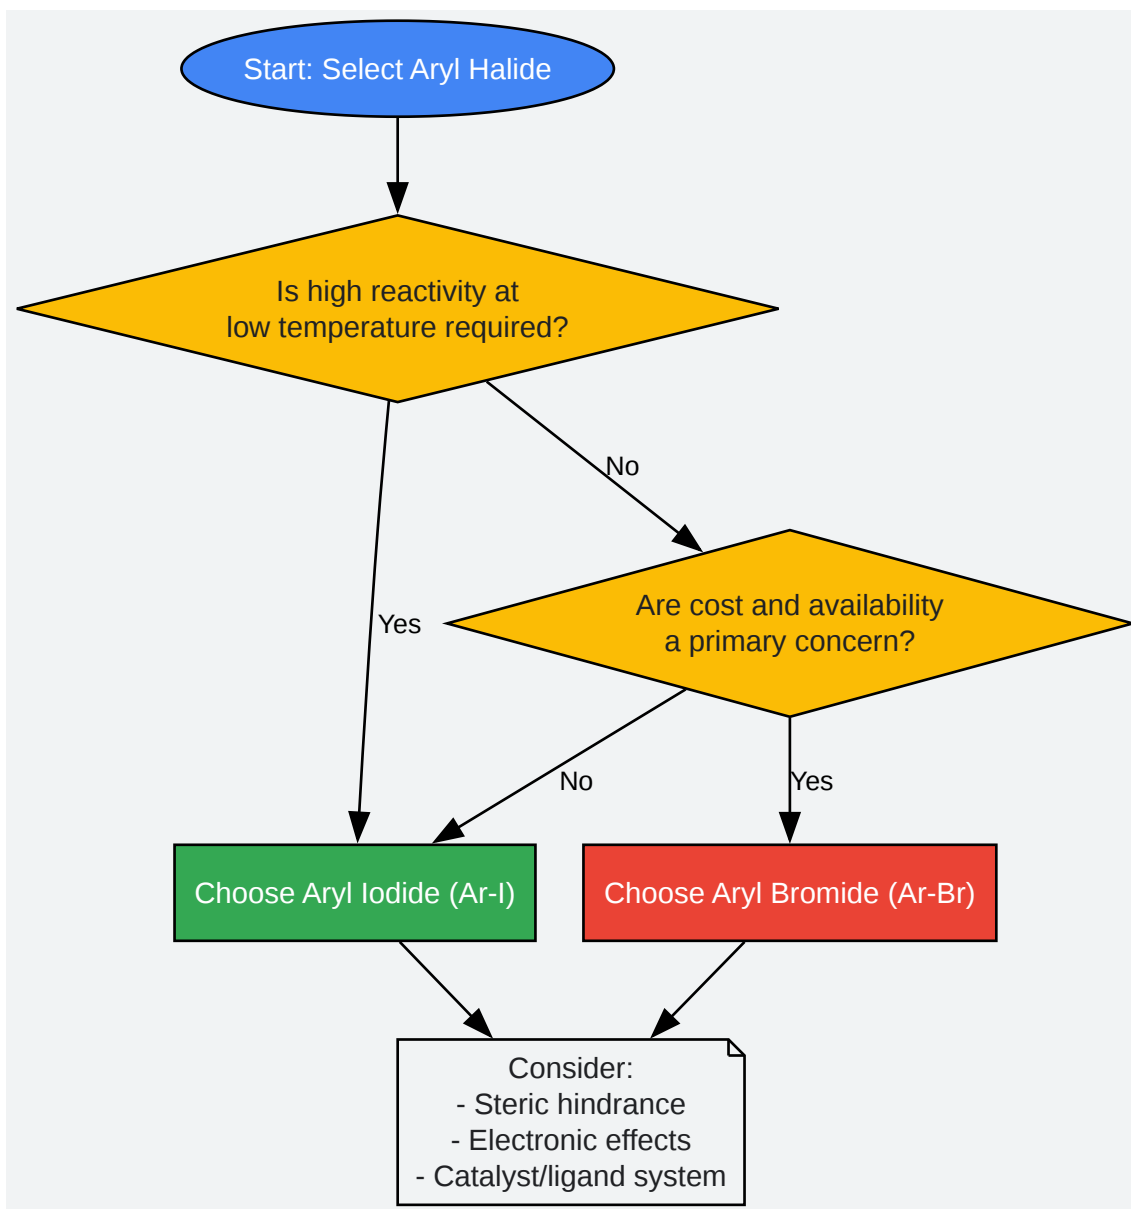 Start: Select Aryl Halide
Is high reactivity at
low temperature required?
No
Are cost and availability
a primary concern?
Yes
No
Yes
Choose Aryl Iodide (Ar-I)
Choose Aryl Bromide (Ar-Br)
Consider:
- Steric hindrance
- Electronic effects
- Catalyst/ligand system